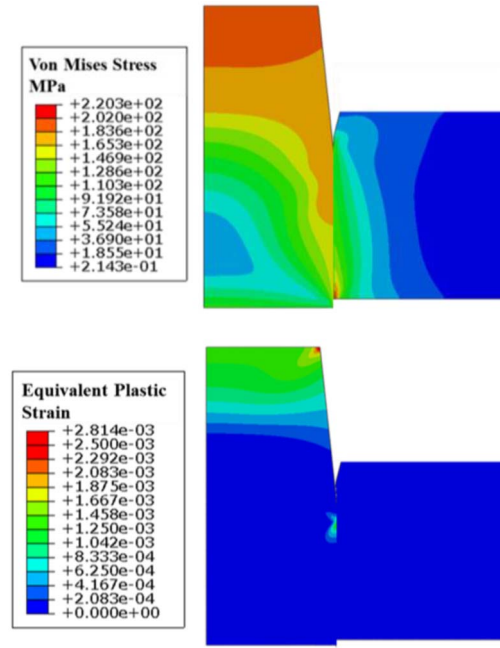 Von Mises Stress
MPa
+2.203e+02
+2.020e+02
+1.836e+02
+1.653e+02
+1.469e+02
+1.286e+02
+1.103e+02
+9.192e+01
+7.358e+01
+5.524e+01
+3.690e+01
+1.855e+01
+2.143e-01
Equivalent Plastic
Strain
+2.814e-03
+2.500e-03
+2.292e-03
+2.083e-03
+1.875e-03
+1.667e-03
+1.458e-03
+1.250e-03
+1.042e-03
+8.333e-04
+6.250e-04
+4.167e-04
+2.083e-04
+0.000e+00